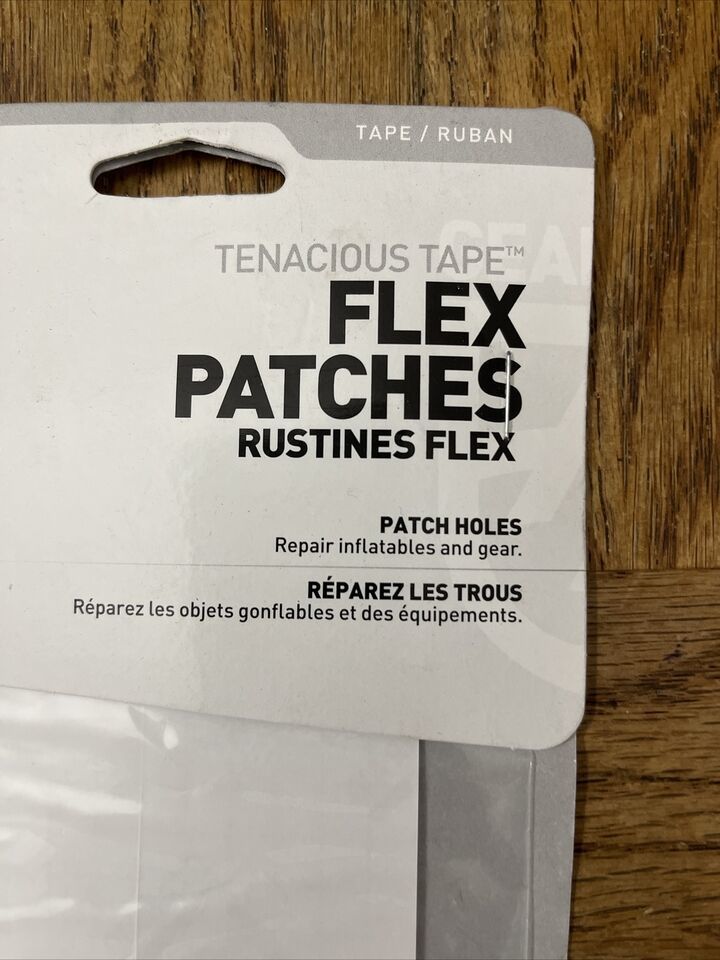 TAPE / RUBAN
TENACIOUS TAPE™
FLEX
PATCHES
RUSTINES FLEX
PATCH HOLES
Repair inflatables and gear.
RÉPAREZ LES TROUS
Réparez les objets gonflables et des équipements.